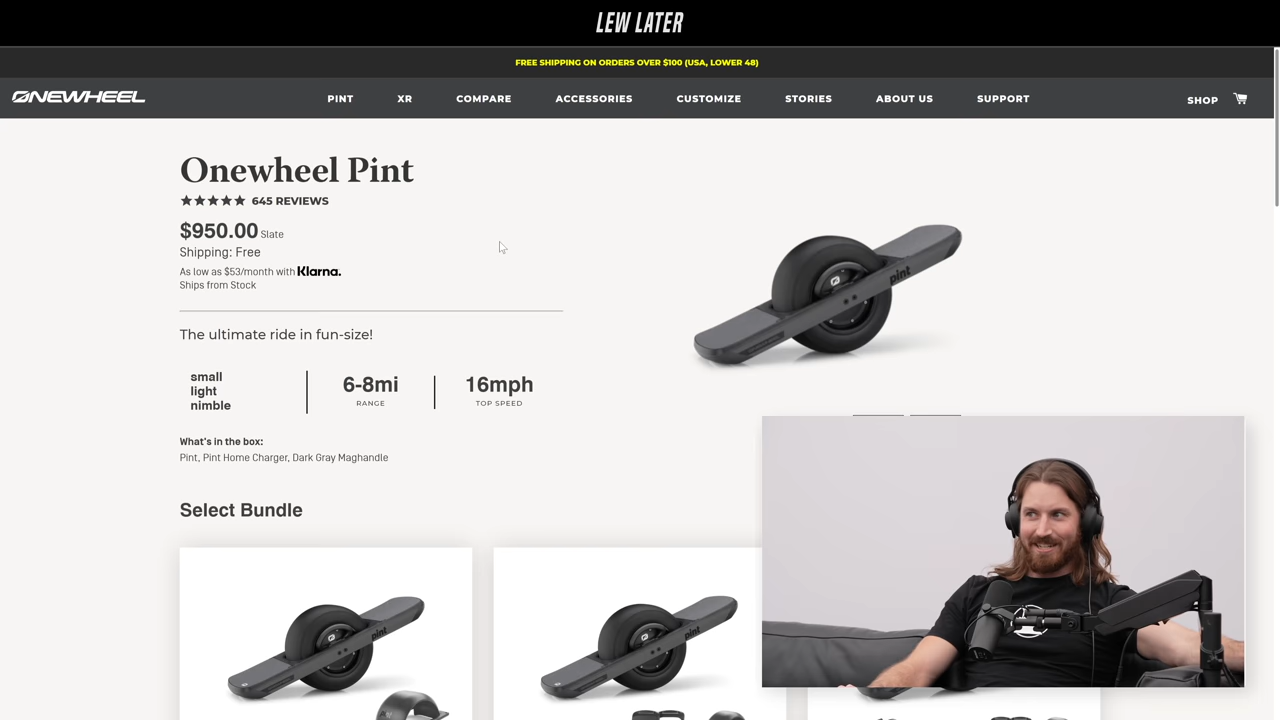 LEW LATER
FREE SHIPPING ON ORDERS OVER $100 (USA, LOWER 48)
ONEWHEEL
PINT
XR
COMPARE
ACCESSORIES
CUSTOMIZE
STORIES
ABOUT US
SUPPORT
SHOP
Onewheel Pint
645 REVIEWS
$950.00 Slate
Shipping: Free
As low as $53/month with Klarna.
Ships from Stock
The ultimate ride in fun-size!
small
light
nimble
6-8mi
RANGE
16mph
TOP SPEED
What's in the box:
Pint, Pint Home Charger, Dark Gray Maghandle
Select Bundle
pint
pint
pint